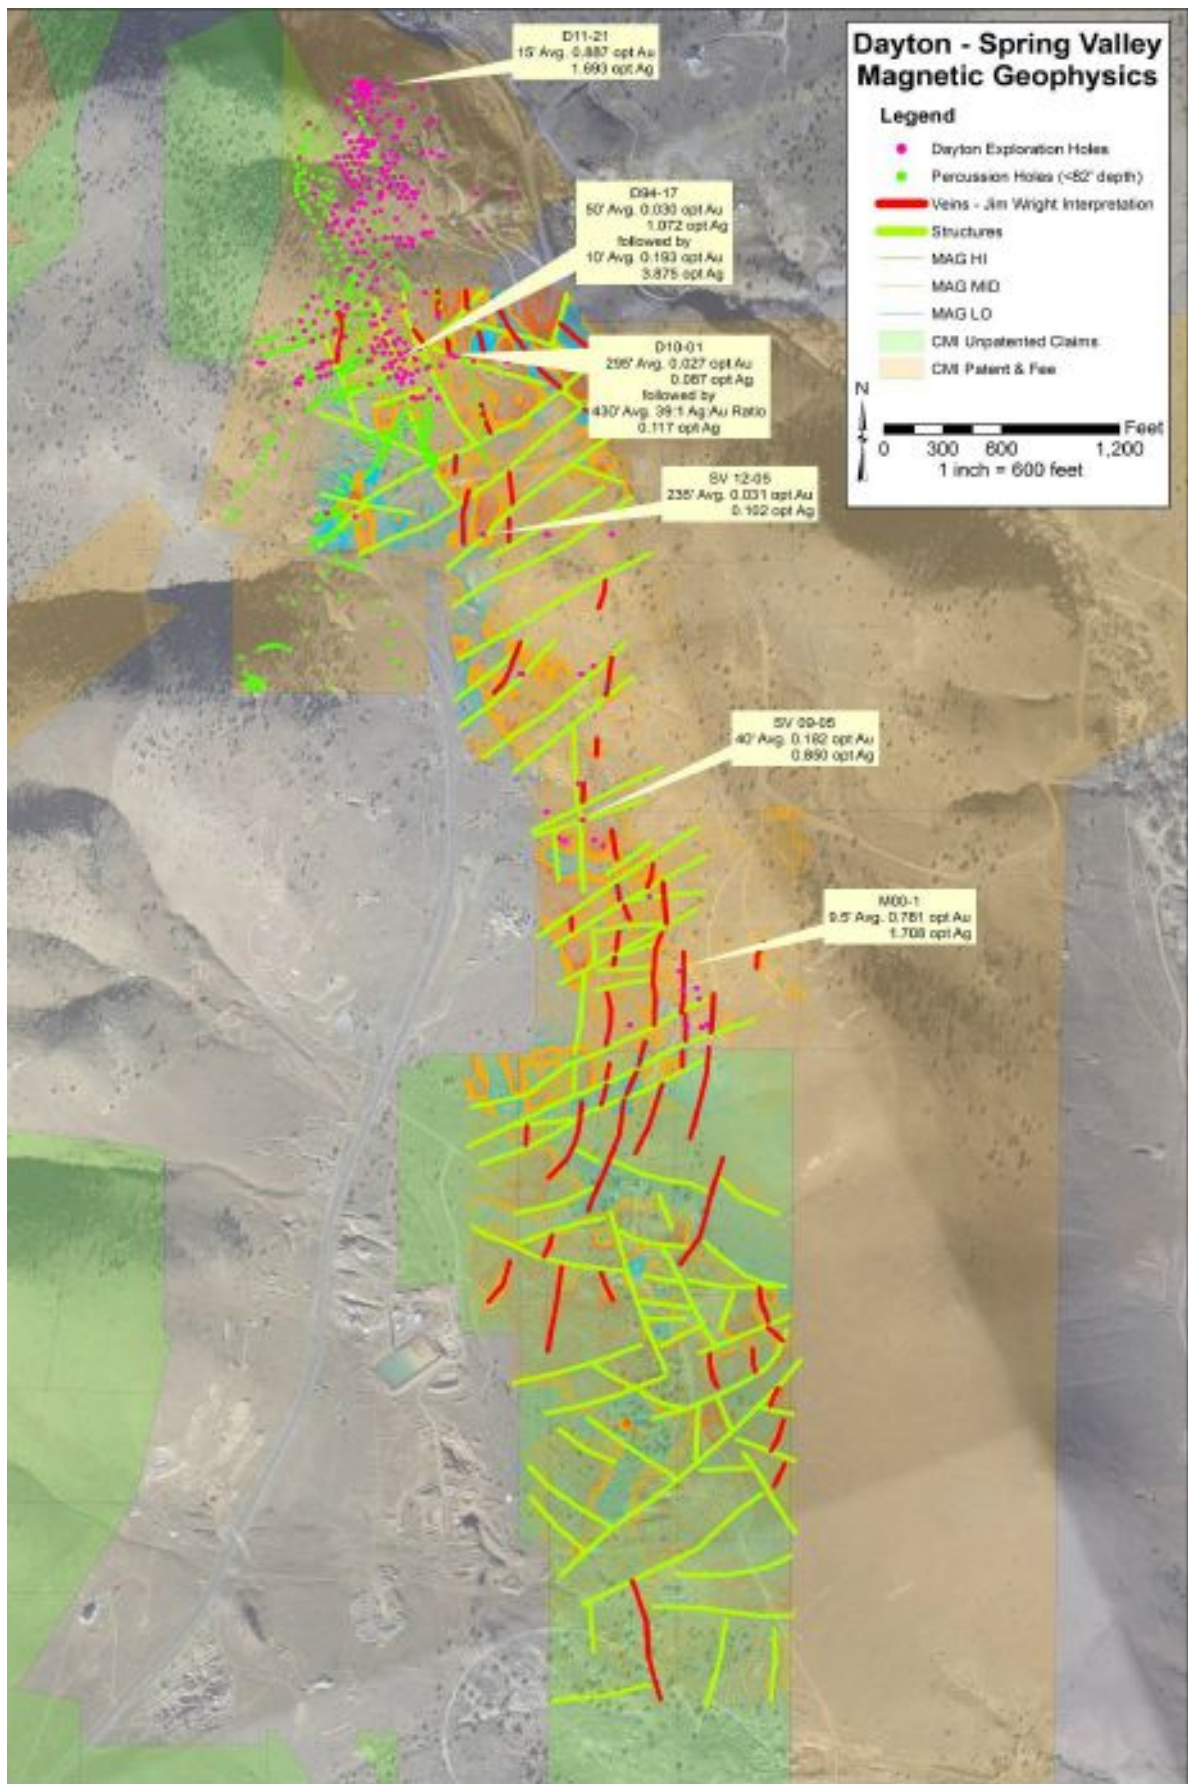 D11-21
15' Avg. 0.887 opt Au
1.693 opt Ag
Dayton - Spring Valley
Magnetic Geophysics
Legend
Dayton Exploration Holes
Percussion Holes (<82' depth)
Veins - Jim Wright Interpretation
Structures
MAG HI
MAG MID
MAG LO
CMI Unpatented Claims
CMI Patent & Fee
N
Feet
0 300 600 1,200
1 inch = 600 feet
D94-17
50' Avg. 0.030 opt Au
1.072 opt Ag
followed by
10' Avg. 0.193 opt Au
3.875 opt Ag
D10-01
295' Avg. 0.027 opt Au
0.087 opt Ag
followed by
430' Avg. 39:1 Ag:Au Ratio
0.117 opt Ag
SV 12-05
235' Avg. 0.031 opt Au
0.102 opt Ag
SV 09-05
40' Avg. 0.182 opt Au
0.850 opt Ag
M00-1
9.5' Avg. 0.781 opt Au
1.708 opt Ag